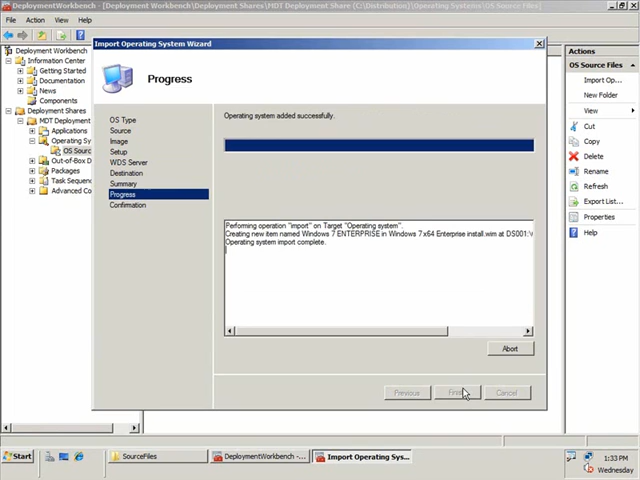 DeploymentWorkbench - [Deployment Workbench\Deployment Shares\MDT Deployment Share (C:\Distribution)\Operating Systems\OS Source Files]
File Action View Help
Deployment Workbench
Information Center
Getting Started
Documentation
News
Components
Deployment Shares
MDT Deployment
Applications
Operating Sy
OS Sourc
Out-of-Box D
Packages
Task Sequenc
Advanced Co
Import Operating System Wizard
Progress
OS Type
Source
Image
Setup
WDS Server
Destination
Summary
Progress
Confirmation
Operating system added successfully.
Performing operation "import" on Target "Operating system".
Creating new item named Windows 7 ENTERPRISE in Windows 7 x64 Enterprise install.wim at DS001:\
Operating system import complete.
Abort
Previous
Cancel
Actions
OS Source Files
Import Op...
New Folder
View
Cut
Copy
Delete
Rename
Refresh
Export List...
Properties
Help
Start
SourceFiles
DeploymentWorkbench -...
Import Operating Sys...
1:33 PM
Wednesday